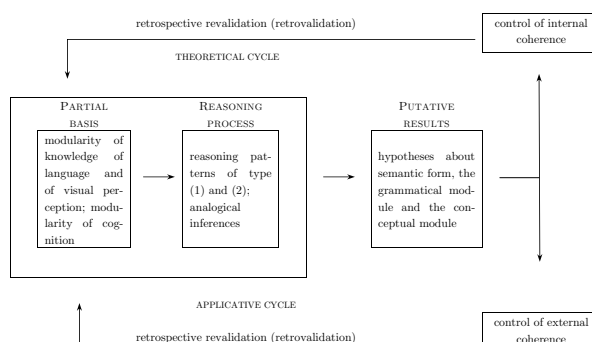 retrospective revalidation (retrovalidation)
control of internal
coherence
THEORETICAL CYCLE
PARTIAL
BASIS
REASONING
PROCESS
PUTATIVE
RESULTS
modularity of
knowledge of
language and
of visual per-
ception; modu-
larity of cog-
nition
reasoning pat-
terns of type
(1) and (2);
analogical
inferences
hypotheses about
semantic form, the
grammatical mod-
ule and the con-
ceptual module
APPLICATIVE CYCLE
retrospective revalidation (retrovalidation)
control of external
coherence